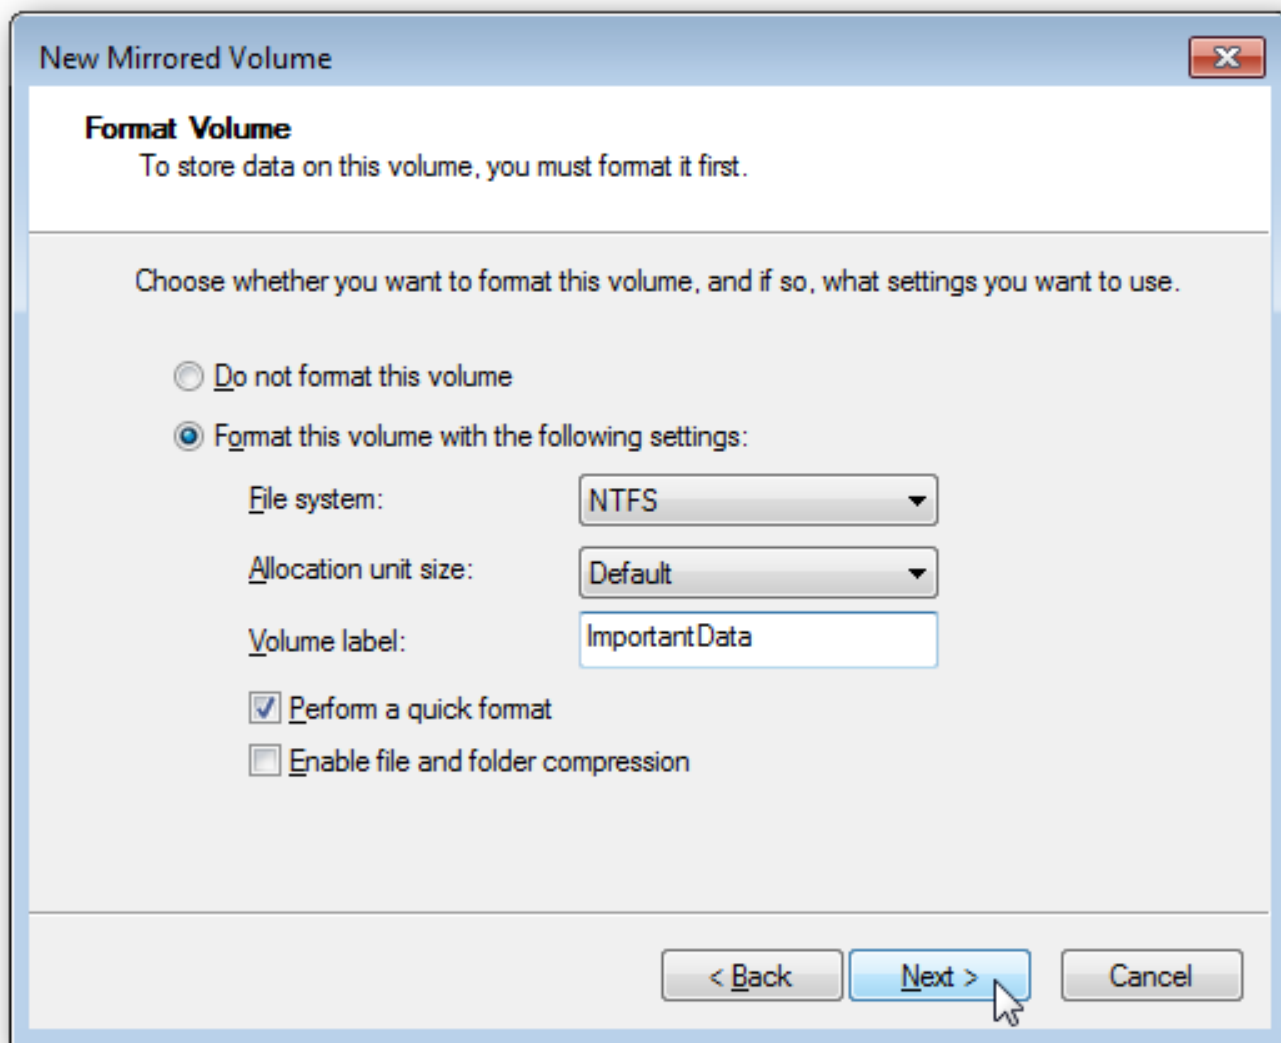 New Mirrored Volume
Format Volume
To store data on this volume, you must format it first.
Choose whether you want to format this volume, and if so, what settings you want to use.
Do not format this volume
Format this volume with the following settings:
File system: NTFS
Allocation unit size: Default
Volume label: ImportantData
Perform a quick format
Enable file and folder compression
< Back Next > Cancel